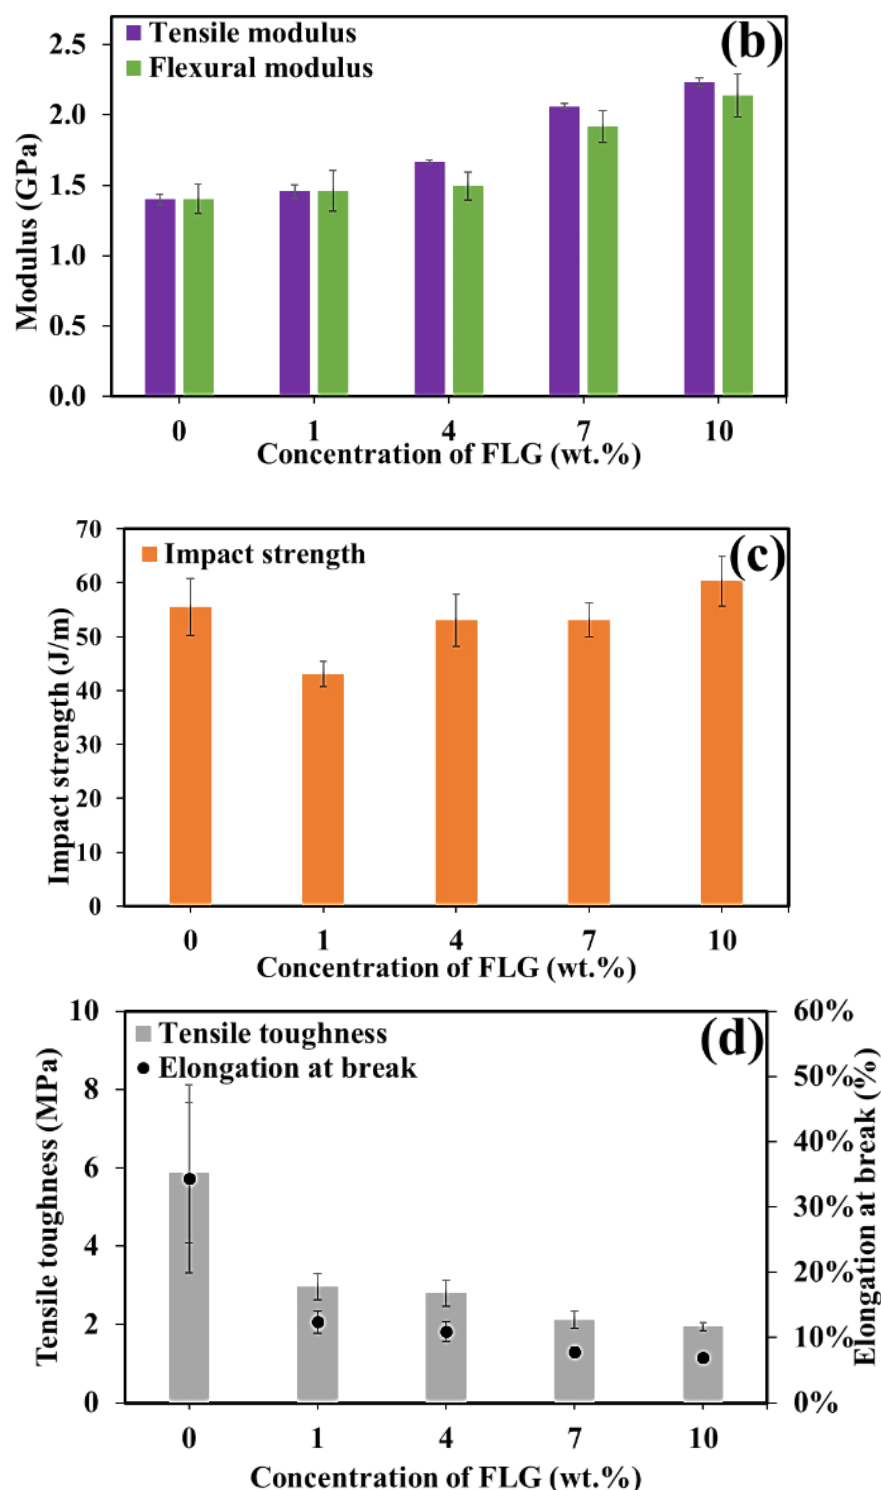 (b)
Tensile modulus
Flexural modulus
Modulus (GPa)
2.5
2.0
1.5
1.0
0.5
0.0
0 1 4 7 10
Concentration of FLG (wt.%)
(c)
Impact strength
Impact strength (J/m)
70
60
50
40
30
20
10
0
0 1 4 7 10
Concentration of FLG (wt.%)
(d)
Tensile toughness
Elongation at break
Tensile toughness (MPa)
10
8
6
4
2
0
60%
50%
40%
30%
20%
10%
0%
Elongation at break (%)
0 1 4 7 10
Concentration of FLG (wt.%)